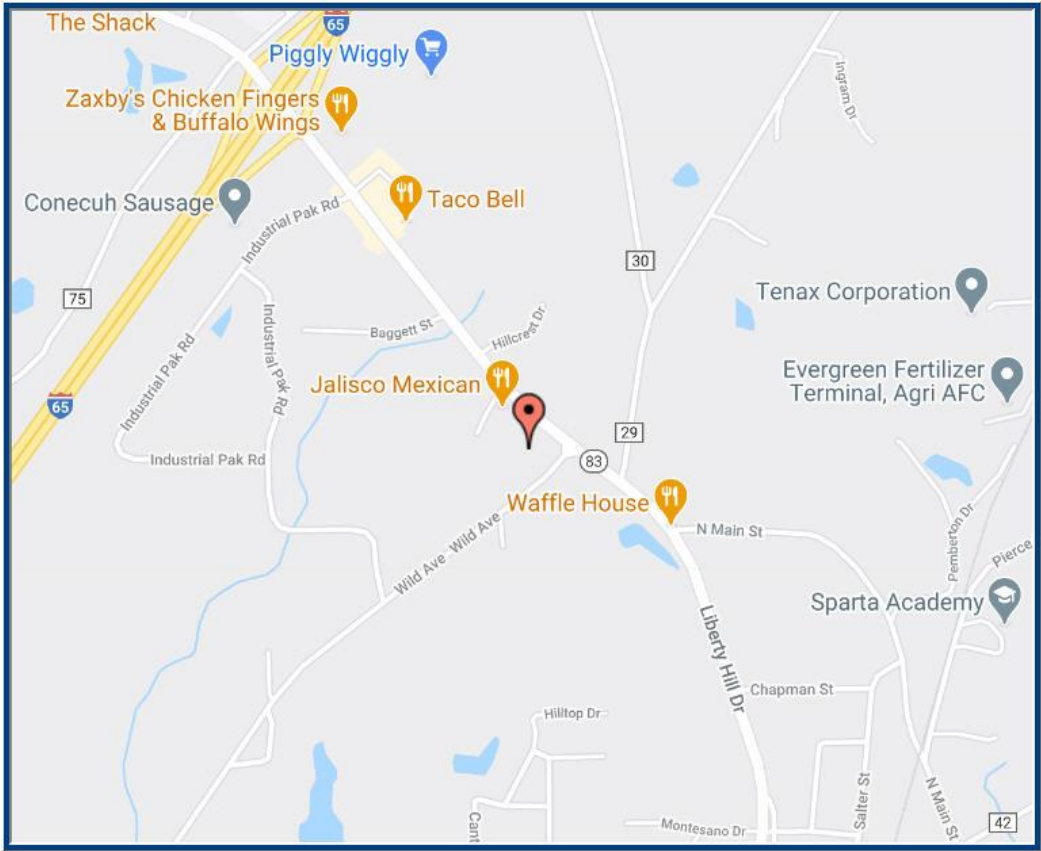 The Shack
65
Piggly Wiggly
Zaxby's Chicken Fingers
& Buffalo Wings
Ingram Dr
Conecuh Sausage
Taco Bell
Industrial Pak Rd
30
75
Tenax Corporation
Baggett St
Hillcrest Dr
Industrial Pak Rd
Industrial Pak Rd
Jalisco Mexican
Evergreen Fertilizer
Terminal, Agri AFC
65
29
83
Industrial Pak Rd
Waffle House
N Main St
Wild Ave
Wild Ave
Pemberton Dr
Pierce
Sparta Academy
Liberty Hill Dr
Chapman St
Hilltop Dr
Salter St
N Main St
Cant
Montesano Dr
42